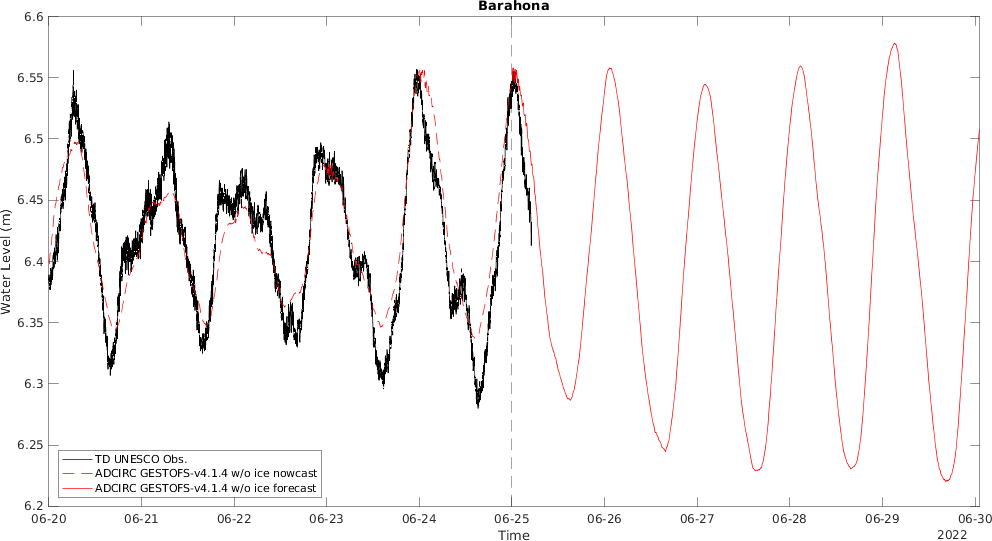 Barahona
Water Level (m)
6.6
6.55
6.5
6.45
6.4
6.35
6.3
6.25
6.2
TD UNESCO Obs.
ADCIRC GESTOFS-v4.1.4 w/o ice nowcast
ADCIRC GESTOFS-v4.1.4 w/o ice forecast
06-20 06-21 06-22 06-23 06-24 06-25 06-26 06-27 06-28 06-29 06-30
Time
2022